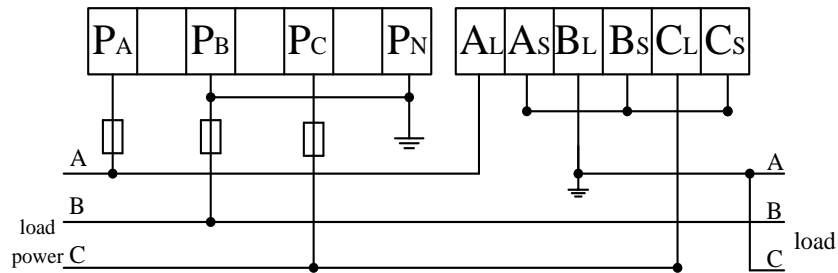 PA PB PC PN AL AS BL BS CL CS
A A
B B
load load
power C C